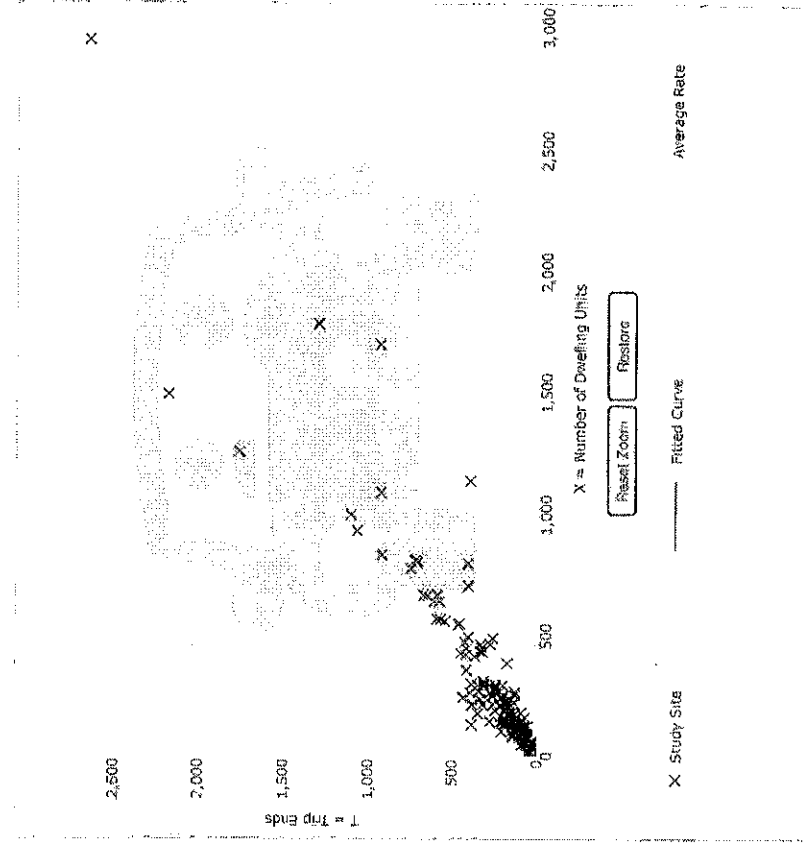 T = Trip Ends
2,500
2,000
1,500
1,000
500
0
0
500
1,000
1,500
2,000
2,500
3,000
X = Number of Dwelling Units
Reset Zoom
Restore
Study Site
Fitted Curve
Average Rate